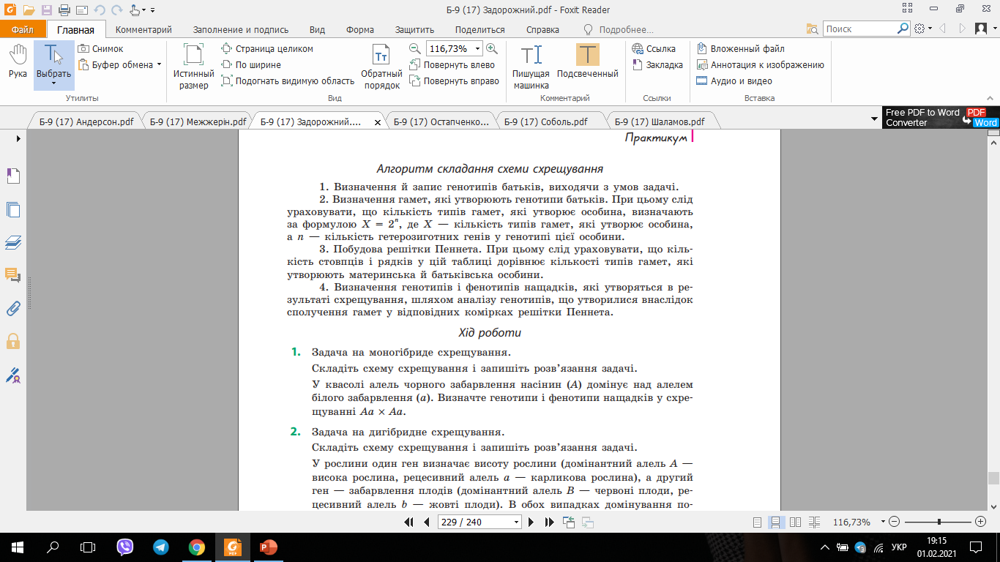 Б-9 (17) Задорожний.pdf - Foxit Reader
Файл Главная Комментарий Заполнение и подпись Вид Форма Защитить Поделиться Справка Подробнее... Поиск
Рука
Выбрать
Снимок
Буфер обмена
Утилиты
Истинный размер
Страница целиком
По ширине
Подогнать видимую область
Обратный порядок
116,73%
Повернуть влево
Повернуть вправо
Вид
Пишущая машинка
Подсвеченный
Комментарий
Ссылка
Закладка
Ссылки
Вложенный файл
Аннотация к изображению
Аудио и видео
Вставка
Б-9 (17) Андерсон.pdf Б-9 (17) Межжерін.pdf Б-9 (17) Задорожний.... Б-9 (17) Остапченко... Б-9 (17) Соболь.pdf Б-9 (17) Шаламов.pdf
Free PDF to Word PDF
Converter Word
Практикум
Алгоритм складання схеми схрещування
1. Визначення й запис генотипів батьків, виходячи з умов задачі.
2. Визначення гамет, які утворюють генотипи батьків. При цьому слід
ураховувати, що кількість типів гамет, які утворює особина, визначають
за формулою X = 2ⁿ, де X — кількість типів гамет, які утворює особина,
а n — кількість гетерозиготних генів у генотипі цієї особини.
3. Побудова решітки Пеннета. При цьому слід ураховувати, що кіль-
кість стовпців і рядків у цій таблиці дорівнює кількості типів гамет, які
утворюють материнська й батьківська особини.
4. Визначення генотипів і фенотипів нащадків, які утворяться в ре-
зультаті схрещування, шляхом аналізу генотипів, що утворилися внаслідок
сполучення гамет у відповідних комірках решітки Пеннета.
Хід роботи
1. Задача на моногібриде схрещування.
Складіть схему схрещування і запишіть розв’язання задачі.
У квасолі алель чорного забарвлення насінин (A) домінує над алелем
білого забарвлення (a). Визначте генотипи і фенотипи нащадків у схре-
щуванні Aa × Aa.
2. Задача на дигібридне схрещування.
Складіть схему схрещування і запишіть розв’язання задачі.
У рослини один ген визначає висоту рослини (домінантний алель A —
висока рослина, рецесивний алель a — карликова рослина), а другий
ген — забарвлення плодів (домінантний алель B — червоні плоди, ре-
цесивний алель b — жовті плоди). В обох випадках домінування по-
229 / 240
116,73%
УКР
19:15
01.02.2021